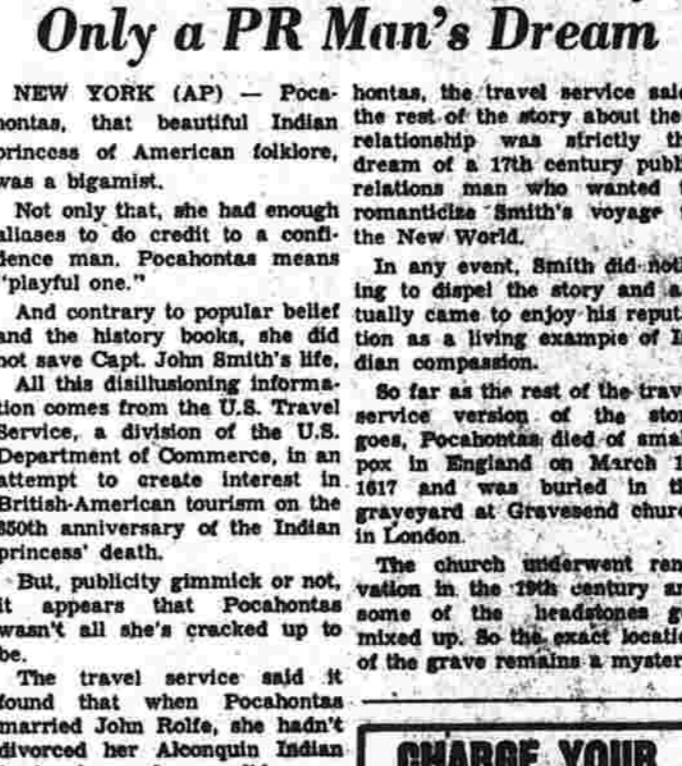 Only a PR Man's Dream
NEW YORK (AP) — Poca-
hontas, that beautiful Indian
princess of American folklore,
was a bigamist.
Not only that, she had enough
aliases to do credit to a confi-
dence man. Pocahontas means
"playful one."
And contrary to popular belief
and the history books, she did
not save Capt. John Smith's life.
All this disillusioning informa-
tion comes from the U.S. Travel
Service, a division of the U.S.
Department of Commerce, in an
attempt to create interest in
British-American tourism on the
350th anniversary of the Indian
princess' death.
But, publicity gimmick or not,
it appears that Pocahontas
wasn't all she's cracked up to
be.
The travel service said it
found that when Pocahontas
married John Rolfe, she hadn't
divorced her Alconquin Indian
hontas, the travel service said
the rest of the story about the
relationship was strictly th
dream of a 17th century publ
relations man who wanted t
romanticize Smith's voyage t
the New World.
In any event, Smith did noth
ing to dispel the story and a
tually came to enjoy his reput
tion as a living example of I
dian compassion.
So far as the rest of the trav
service version of the stor
goes, Pocahontas died of smal
pox in England on March 
1617 and was buried in th
graveyard at Gravesend churc
in London.
The church underwent ren
vation in the 19th century an
some of the headstones g
mixed up. So the exact locatio
of the grave remains a myster
CHARGE YOUR